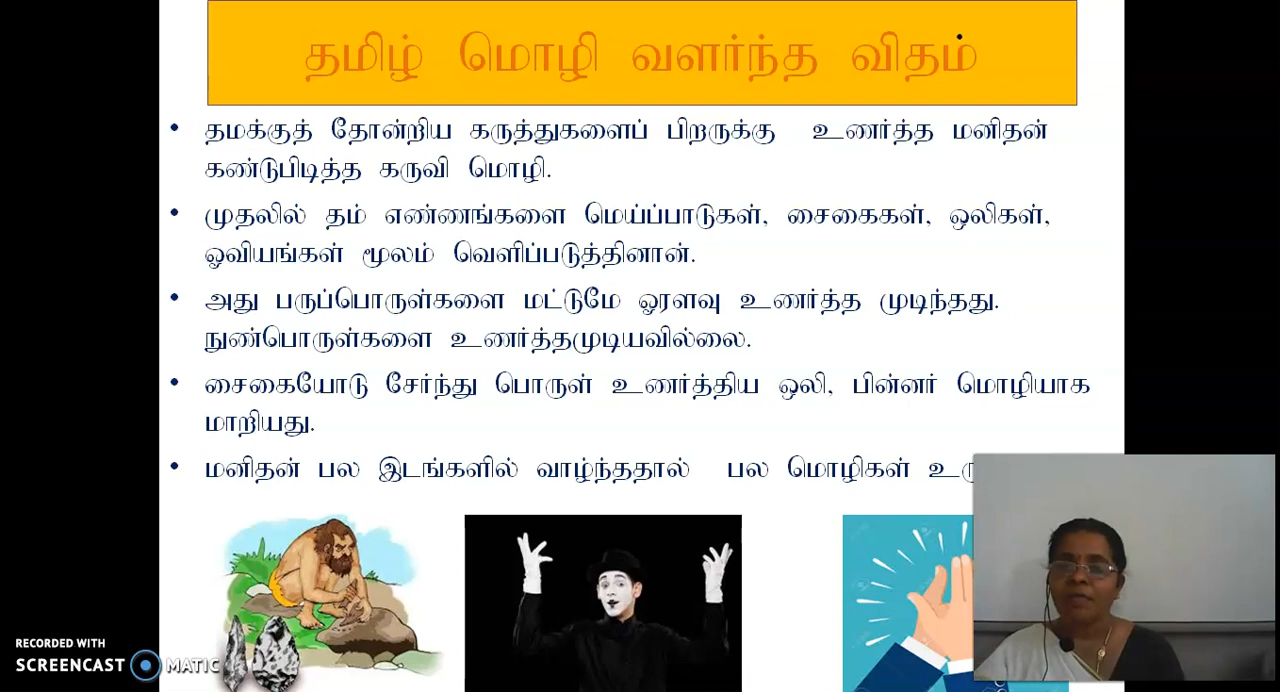 தமிழ் மொழி வளர்ந்த விதம்
• தமக்குத் தோன்றிய கருத்துகளைப் பிறருக்கு உணர்த்த மனிதன்
கண்டுபிடித்த கருவி மொழி.
• முதலில் தம் எண்ணங்களை மெய்ப்பாடுகள், சைகைகள், ஒலிகள்,
ஓவியங்கள் மூலம் வெளிப்படுத்தினான்.
• அது பருப்பொருள்களை மட்டுமே ஓரளவு உணர்த்த முடிந்தது.
நுண்பொருள்களை உணர்த்தமுடியவில்லை.
• சைகையோடு சேர்ந்து பொருள் உணர்த்திய ஒலி, பின்னர் மொழியாக
மாறியது.
• மனிதன் பல இடங்களில் வாழ்ந்ததால் பல மொழிகள்
RECORDED WITH
SCREENCAST MATIC